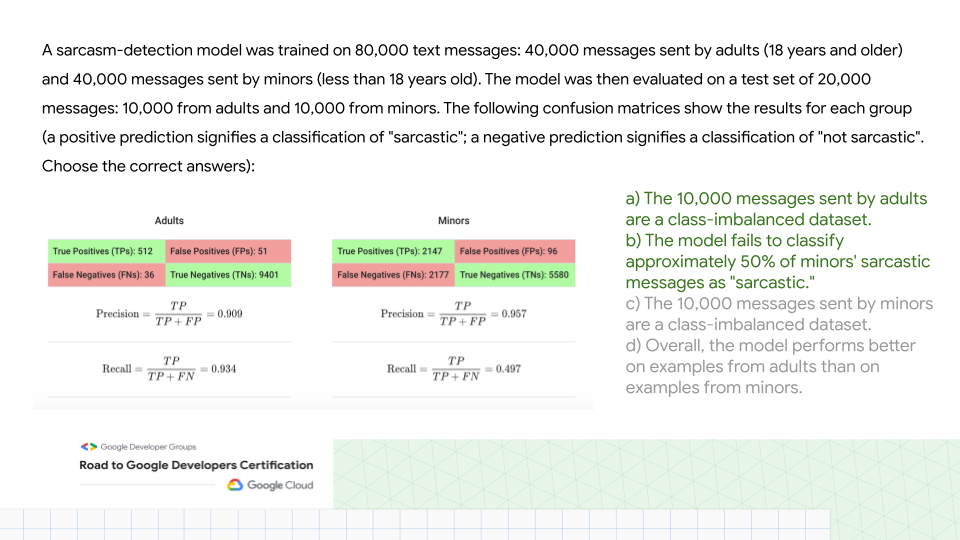 A sarcasm-detection model was trained on 80,000 text messages: 40,000 messages sent by adults (18 years and older)
and 40,000 messages sent by minors (less than 18 years old). The model was then evaluated on a test set of 20,000
messages: 10,000 from adults and 10,000 from minors. The following confusion matrices show the results for each group
(a positive prediction signifies a classification of "sarcastic"; a negative prediction signifies a classification of "not sarcastic".
Choose the correct answers):
Adults
True Positives (TPs): 512 False Positives (FPs): 51
False Negatives (FNs): 36 True Negatives (TNs): 9401
Precision = TP / TP + FP = 0.909
Recall = TP / TP + FN = 0.934
Minors
True Positives (TPs): 2147 False Positives (FPs): 96
False Negatives (FNs): 2177 True Negatives (TNs): 5580
Precision = TP / TP + FP = 0.957
Recall = TP / TP + FN = 0.497
a) The 10,000 messages sent by adults
are a class-imbalanced dataset.
b) The model fails to classify
approximately 50% of minors' sarcastic
messages as "sarcastic."
c) The 10,000 messages sent by minors
are a class-imbalanced dataset.
d) Overall, the model performs better
on examples from adults than on
examples from minors.
Google Developer Groups
Road to Google Developers Certification
Google Cloud